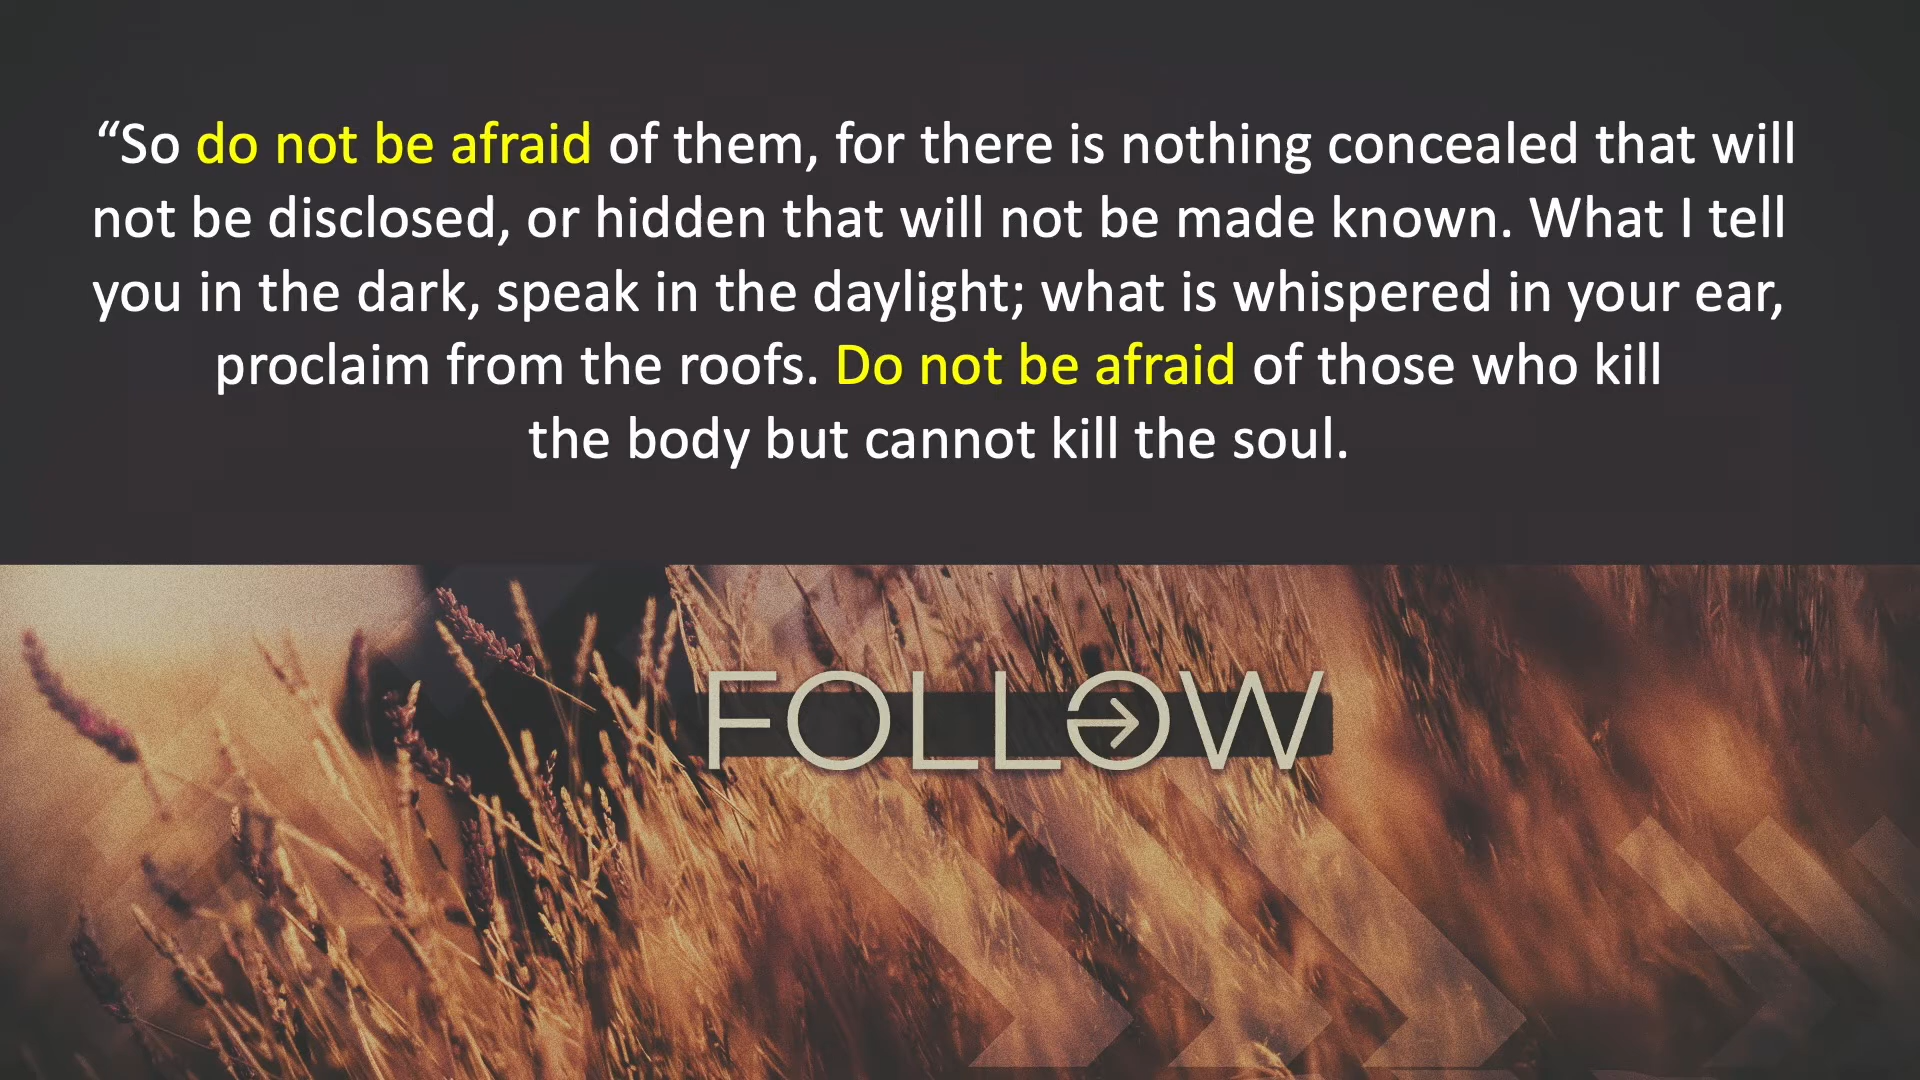 “So do not be afraid of them, for there is nothing concealed that will
not be disclosed, or hidden that will not be made known. What I tell
you in the dark, speak in the daylight; what is whispered in your ear,
proclaim from the roofs. Do not be afraid of those who kill
the body but cannot kill the soul.
FOLLOW